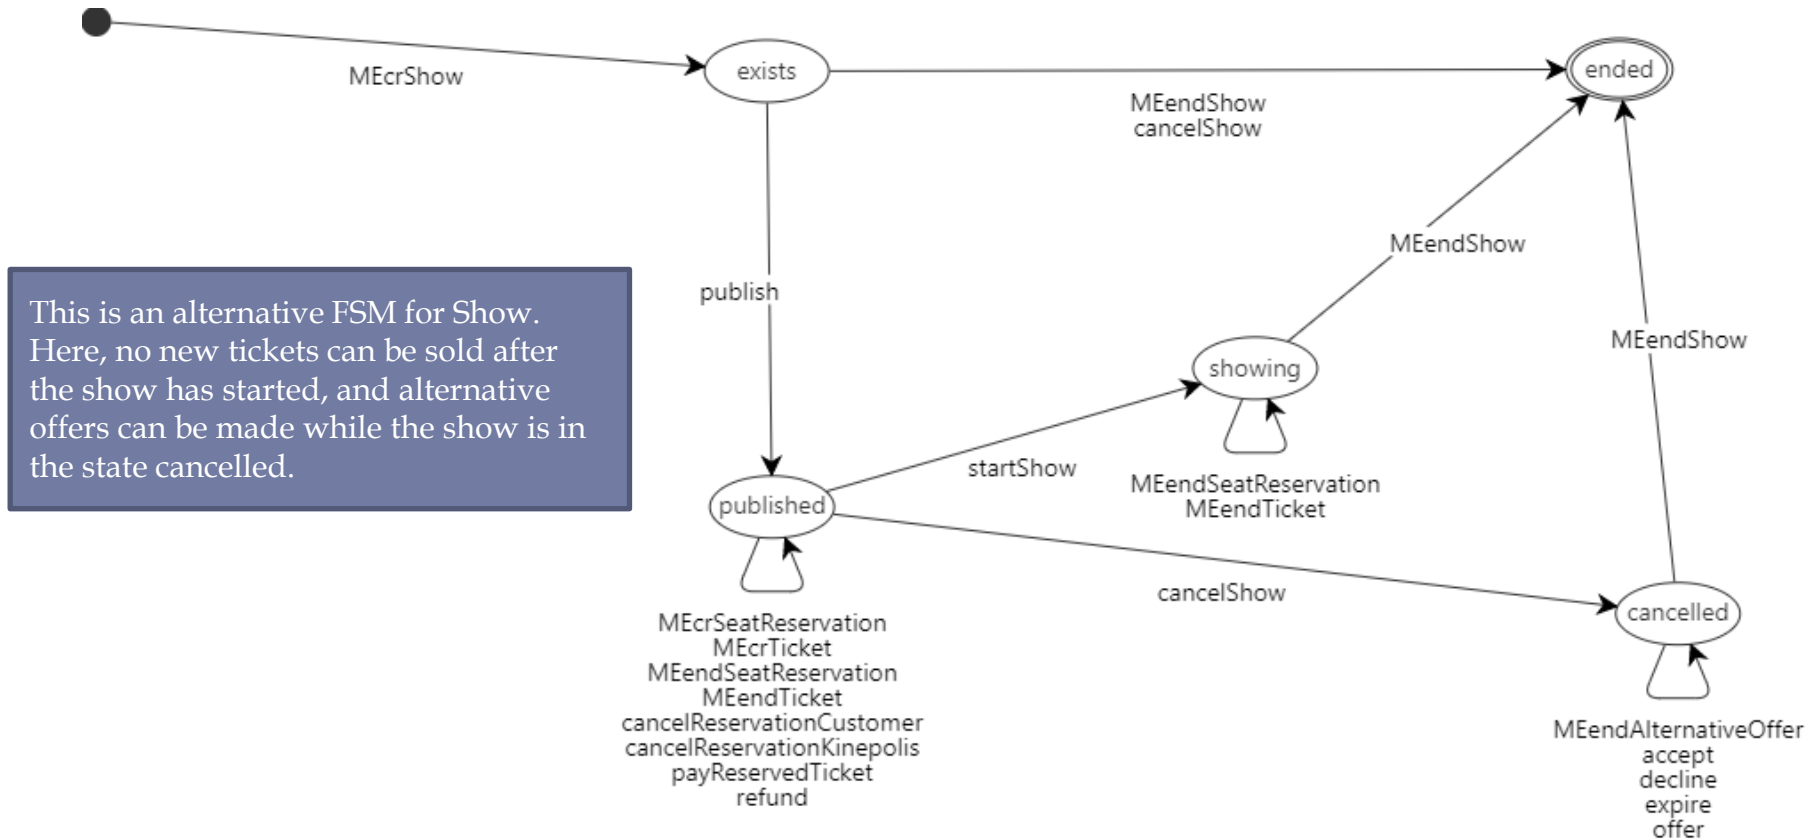 MEcrShow
exists
ended
MEendShow
cancelShow
publish
MEendShow
This is an alternative FSM for Show.
Here, no new tickets can be sold after
the show has started, and alternative
offers can be made while the show is in
the state cancelled.
showing
MEendShow
startShow
MEendSeatReservation
MEendTicket
published
cancelShow
cancelled
MEcrSeatReservation
MEcrTicket
MEendSeatReservation
MEendTicket
cancelReservationCustomer
cancelReservationKinepolis
payReservedTicket
refund
MEendAlternativeOffer
accept
decline
expire
offer